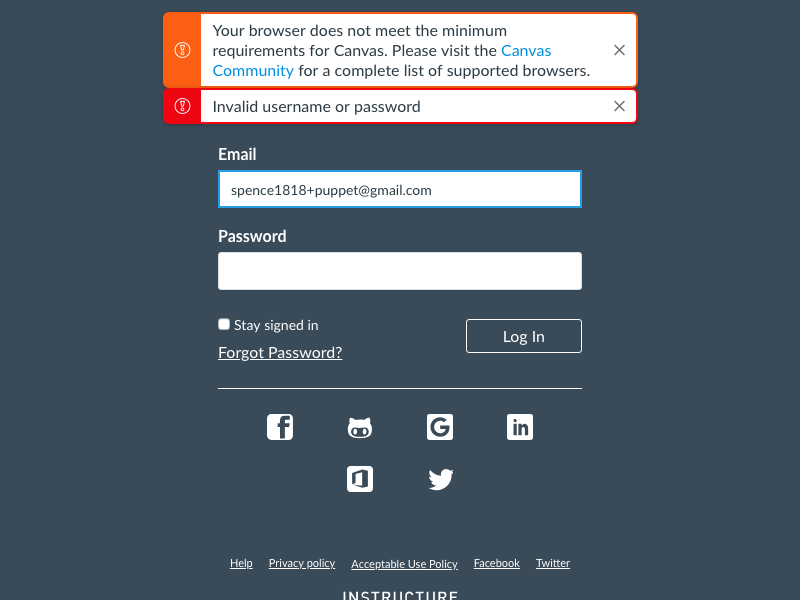 Your browser does not meet the minimum
requirements for Canvas. Please visit the Canvas
Community for a complete list of supported browsers.
Invalid username or password
Email
spence1818+puppet@gmail.com
Password
Stay signed in
Log In
Forgot Password?
Help Privacy policy Acceptable Use Policy Facebook Twitter
INSTRUCTURE